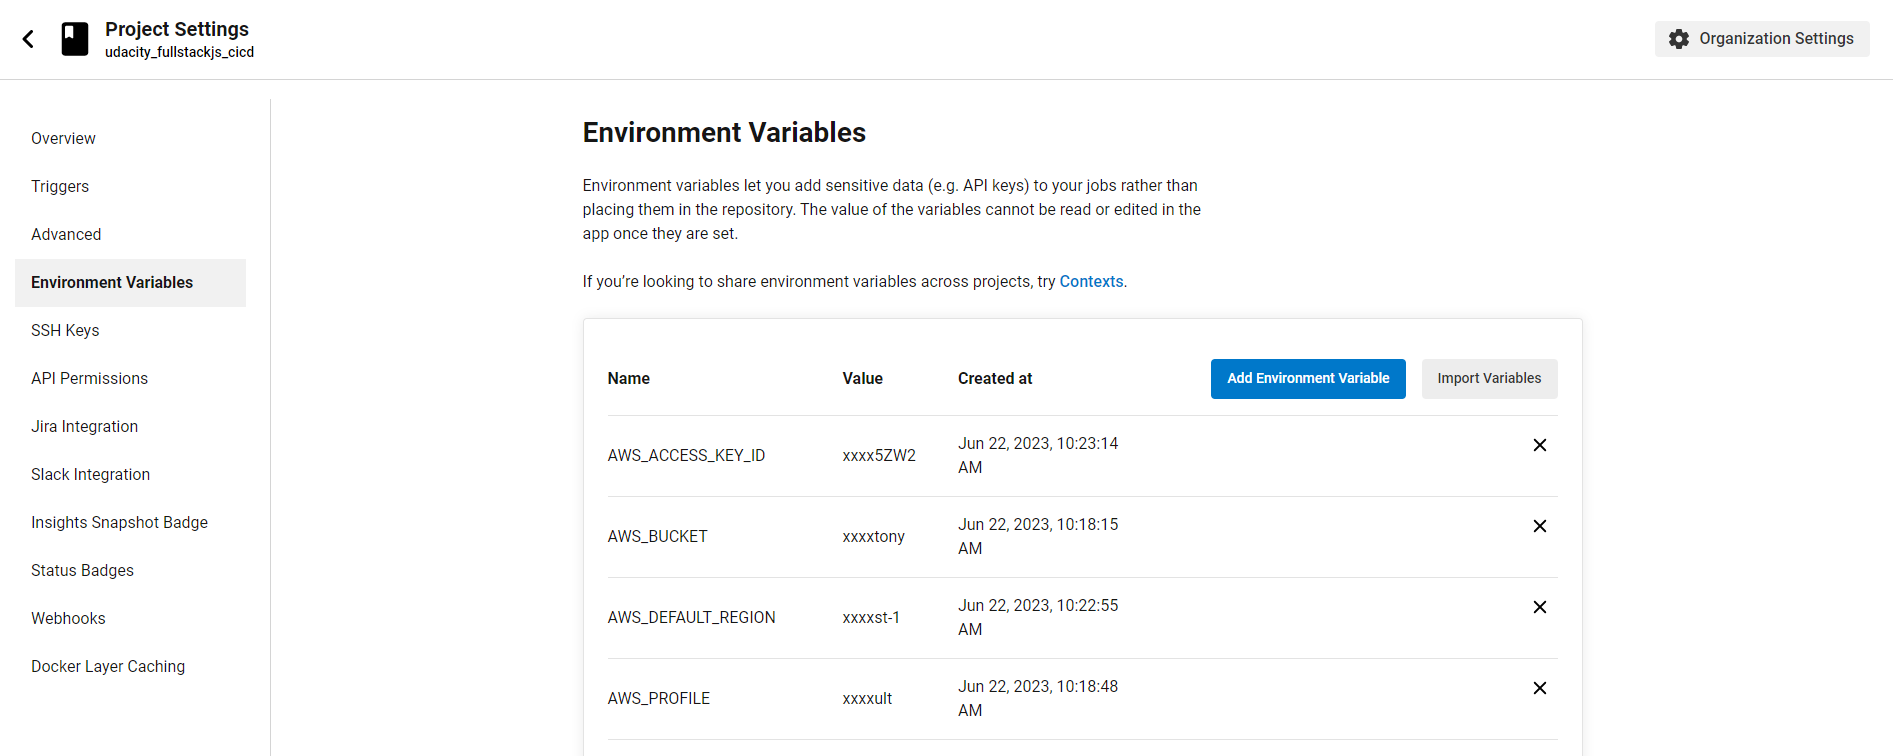 Project Settings
udacity_fullstackjs_cicd
Organization Settings
Overview
Triggers
Advanced
Environment Variables
SSH Keys
API Permissions
Jira Integration
Slack Integration
Insights Snapshot Badge
Status Badges
Webhooks
Docker Layer Caching
Environment Variables
Environment variables let you add sensitive data (e.g. API keys) to your jobs rather than
placing them in the repository. The value of the variables cannot be read or edited in the
app once they are set.
If you’re looking to share environment variables across projects, try Contexts.
Name Value Created at Add Environment Variable Import Variables
AWS_ACCESS_KEY_ID xxxx5ZW2 Jun 22, 2023, 10:23:14
AM
AWS_BUCKET xxxxtony Jun 22, 2023, 10:18:15
AM
AWS_DEFAULT_REGION xxxxst-1 Jun 22, 2023, 10:22:55
AM
AWS_PROFILE xxxxult Jun 22, 2023, 10:18:48
AM